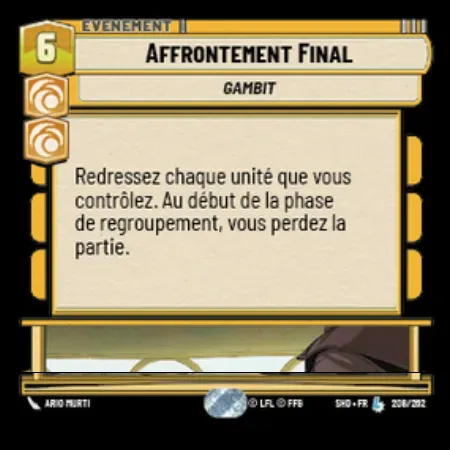 EVENEMENT
6
AFFRONTEMENT FINAL
GAMBIT
Redressez chaque unité que vous
contrôlez. Au début de la phase
de regroupement, vous perdez la
partie.
ARIO MURTI
© LFL © FFG
SHD • FR
208/262